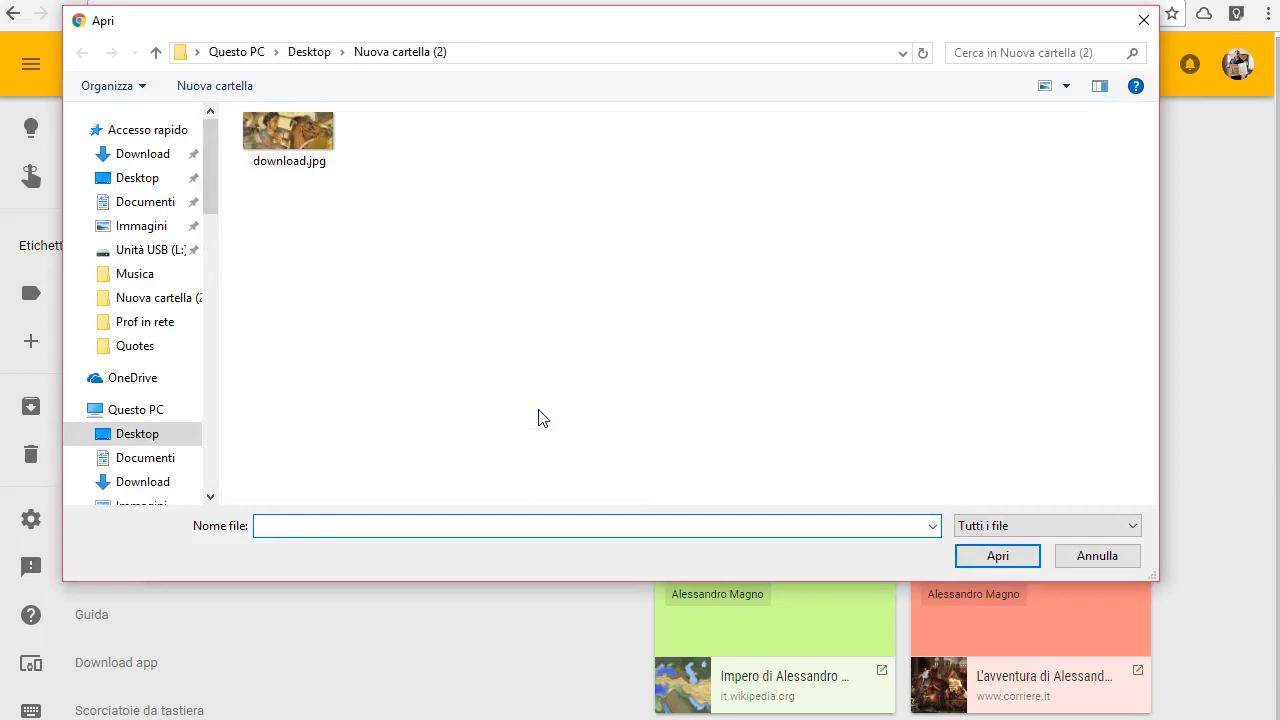 Apri
Questo PC
Desktop
Nuova cartella (2)
Cerca in Nuova cartella (2)
Organizza
Nuova cartella
?
Accesso rapido
Download
Desktop
Documenti
Immagini
Unità USB (L:)
Musica
Nuova cartella (2
Prof in rete
Quotes
OneDrive
Questo PC
Desktop
Documenti
Download
Immagini
download.jpg
Nome file:
Tutti i file
Apri
Annulla
Etichett
Guida
Download app
Scorciatoie da tastiera
Alessandro Magno
Impero di Alessandro ...
it.wikipedia.org
Alessandro Magno
L'avventura di Alessand...
www.corriere.it